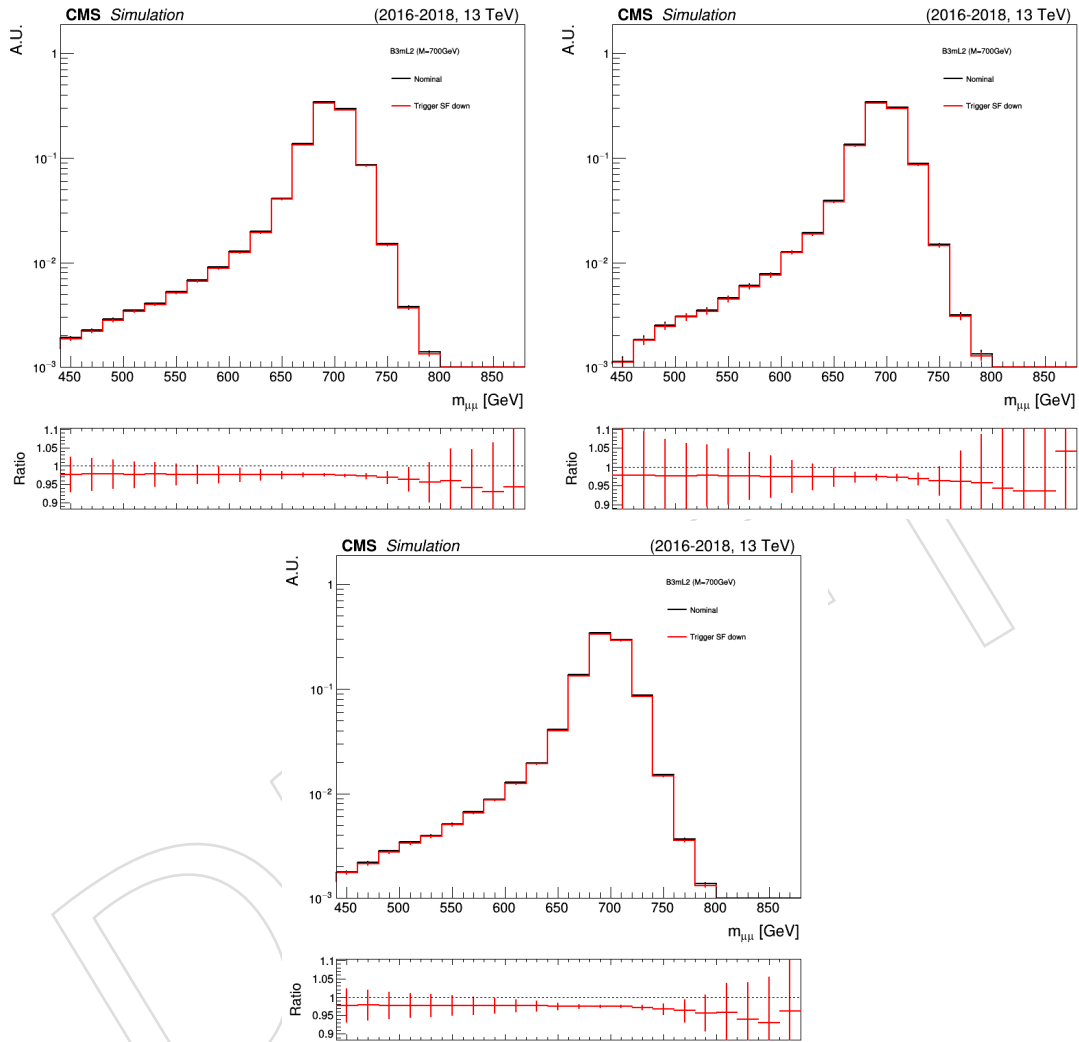 CMS Simulation (2016-2018, 13 TeV)
A.U.
B3mL2 (M=700GeV)
Nominal
Trigger SF down
1
10⁻¹
10⁻²
10⁻³
450 500 550 600 650 700 750 800 850
m_μμ [GeV]
Ratio
1.1
1.05
1
0.95
0.9
CMS Simulation (2016-2018, 13 TeV)
A.U.
B3mL2 (M=700GeV)
Nominal
Trigger SF down
1
10⁻¹
10⁻²
10⁻³
450 500 550 600 650 700 750 800 850
m_μμ [GeV]
Ratio
1.1
1.05
1
0.95
0.9
CMS Simulation (2016-2018, 13 TeV)
A.U.
B3mL2 (M=700GeV)
Nominal
Trigger SF down
1
10⁻¹
10⁻²
10⁻³
450 500 550 600 650 700 750 800 850
m_μμ [GeV]
Ratio
1.1
1.05
1
0.95
0.9